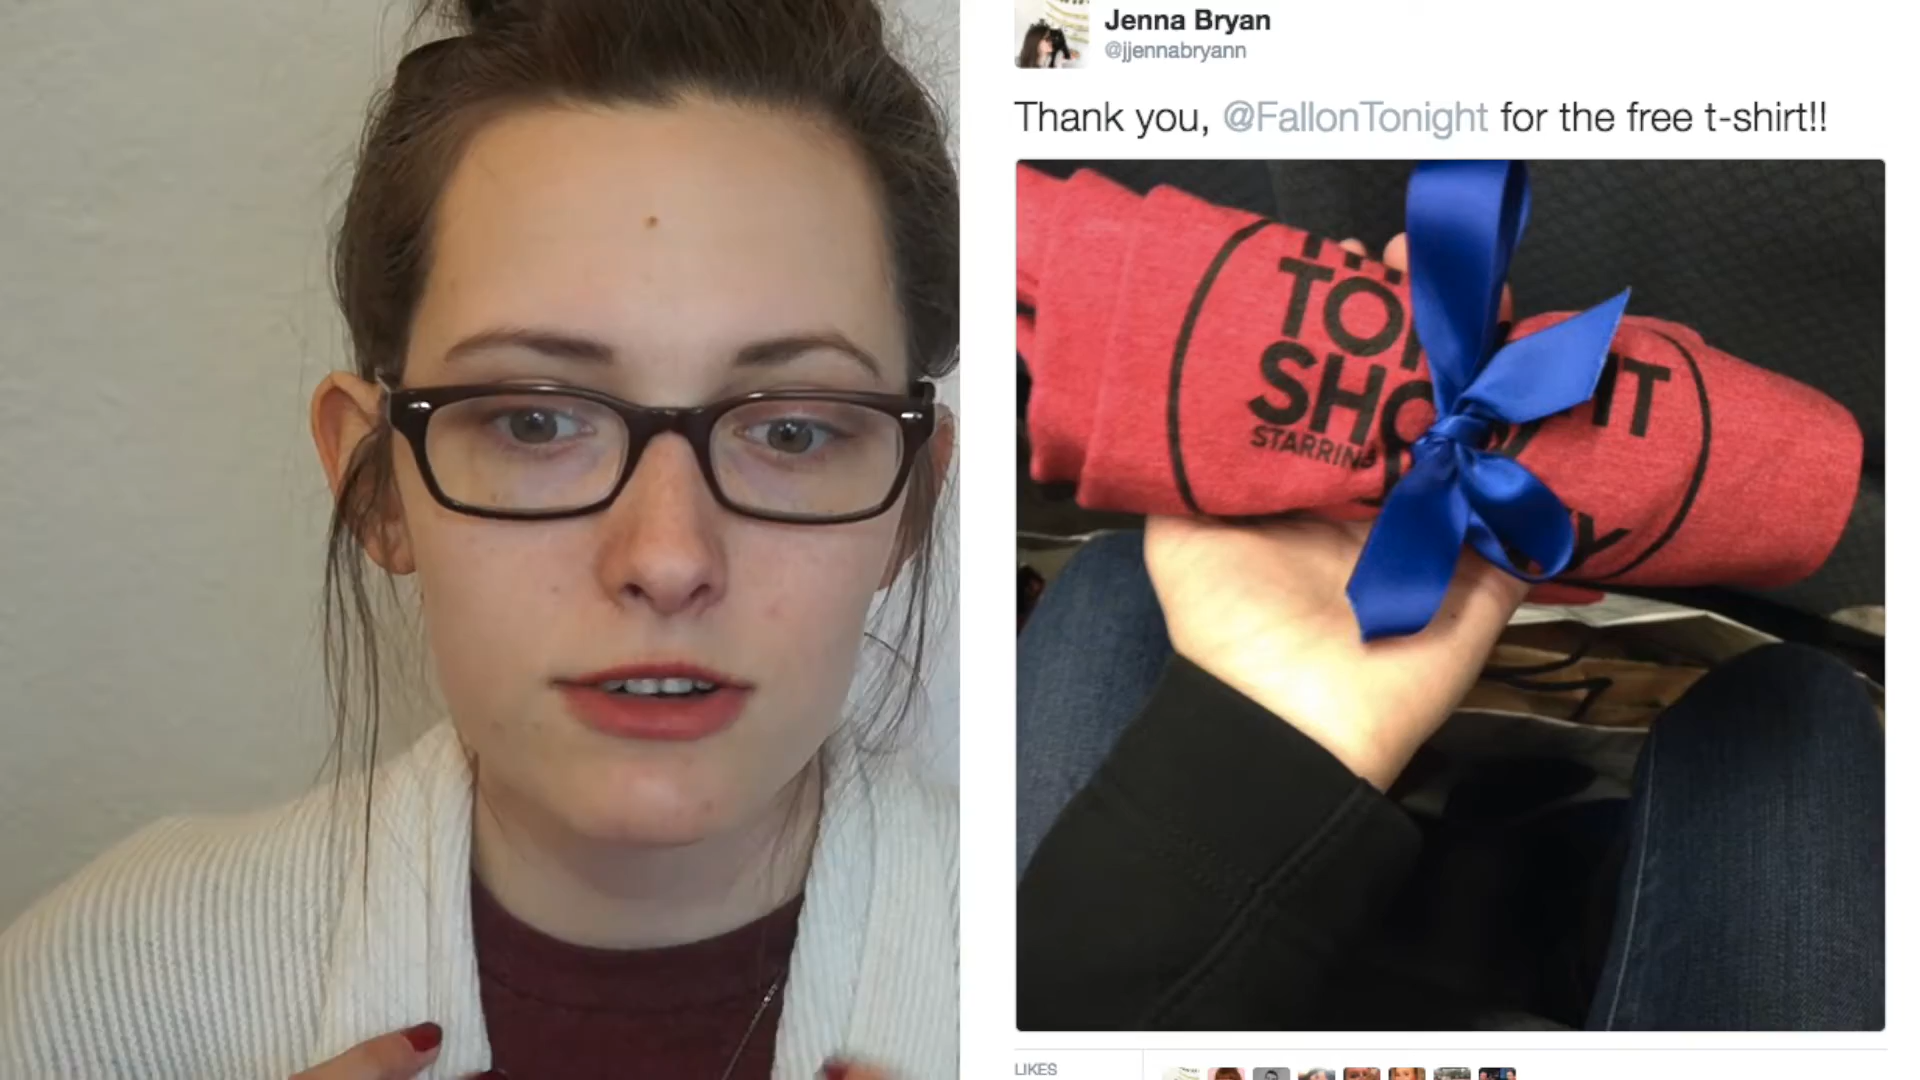 Jenna Bryan
@jjennabryann
Thank you, @FallonTonight for the free t-shirt!!
SHO
STARRING
LIKES